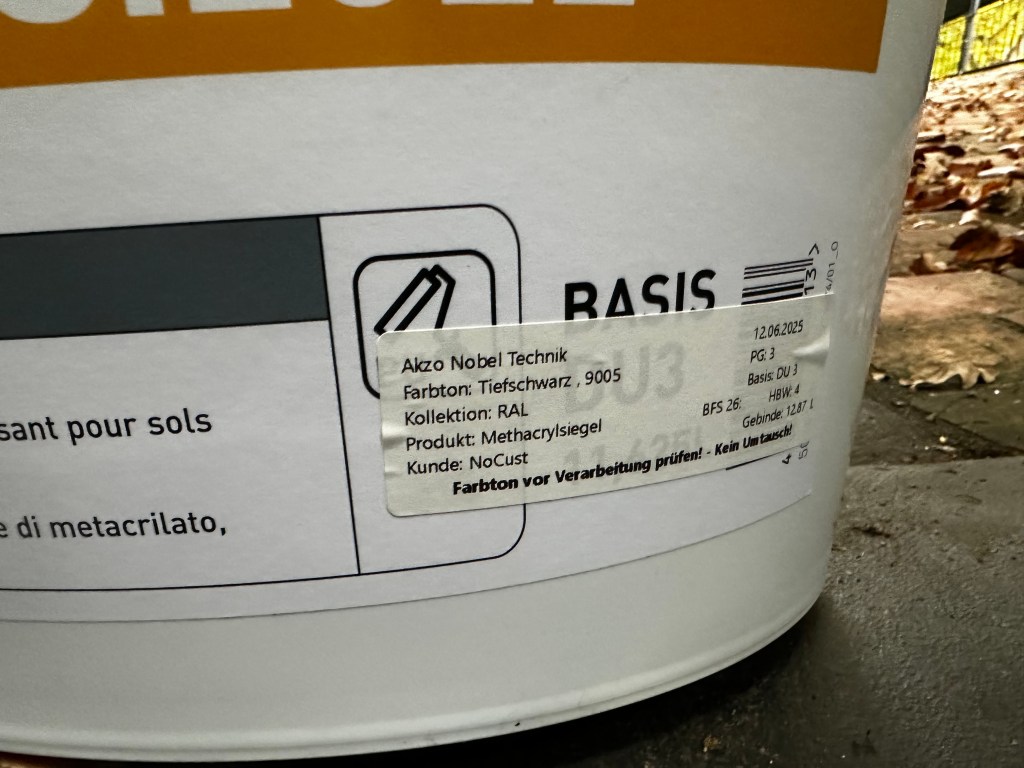 BASIS
DU3
sant pour sols
e di metacrilato,
Akzo Nobel Technik
Farbton: Tiefschwarz , 9005
Kollektion: RAL
Produkt: Methacrylsiegel
Kunde: NoCust
12.06.2025
PG: 3
Basis: DU 3
BFS 26: HBW: 4
Gebinde: 12.87 L
Farbton vor Verarbeitung prüfen! - Kein Umtausch!